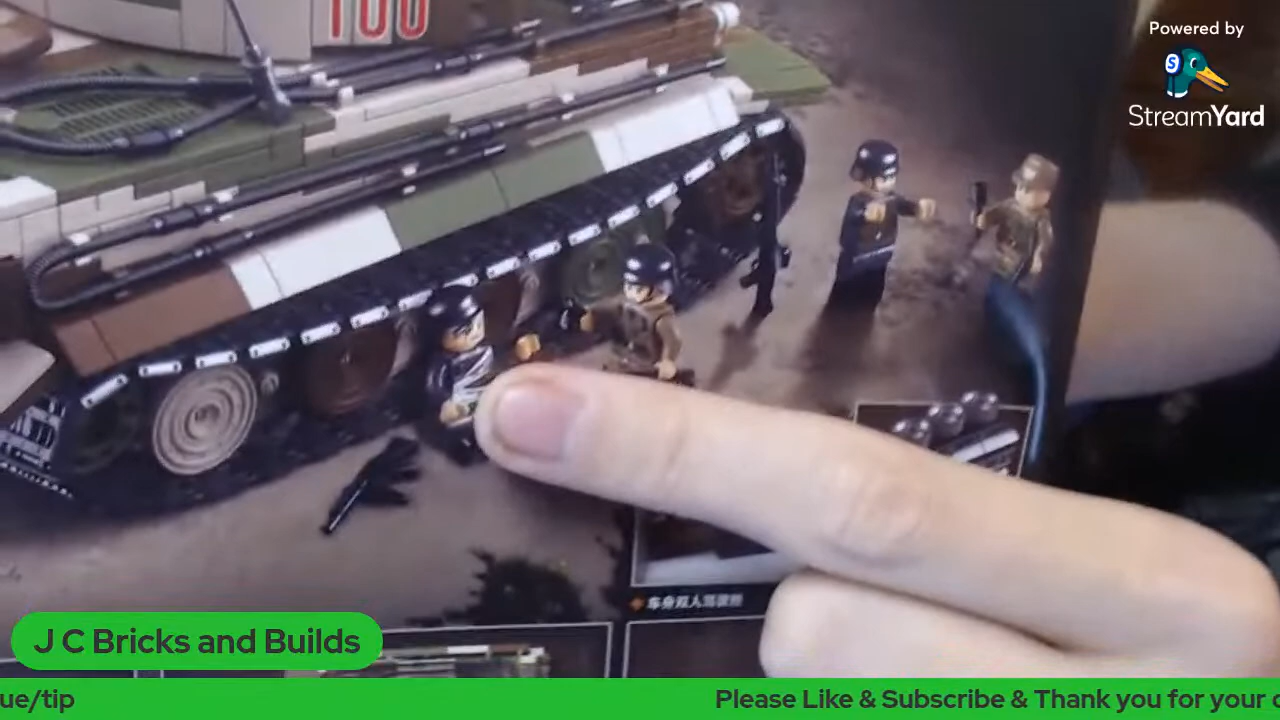 100
Powered by
StreamYard
车身双人驾驶舱
J C Bricks and Builds
ue/tip
Please Like & Subscribe & Thank you for your c